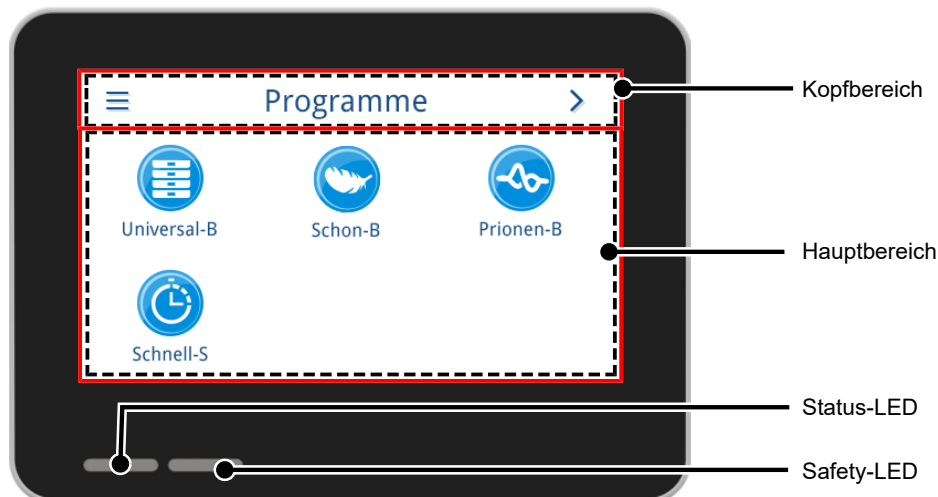 Programme
Kopfbereich
Universal-B
Schon-B
Prionen-B
Hauptbereich
Schnell-S
Status-LED
Safety-LED